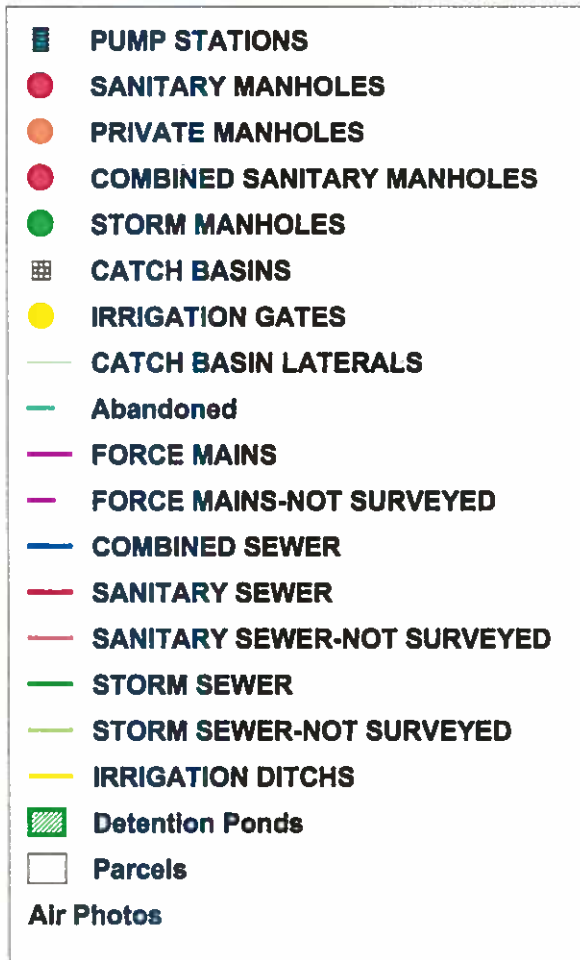 PUMP STATIONS
SANITARY MANHOLES
PRIVATE MANHOLES
COMBINED SANITARY MANHOLES
STORM MANHOLES
CATCH BASINS
IRRIGATION GATES
CATCH BASIN LATERALS
Abandoned
FORCE MAINS
FORCE MAINS-NOT SURVEYED
COMBINED SEWER
SANITARY SEWER
SANITARY SEWER-NOT SURVEYED
STORM SEWER
STORM SEWER-NOT SURVEYED
IRRIGATION DITCHS
Detention Ponds
Parcels
Air Photos